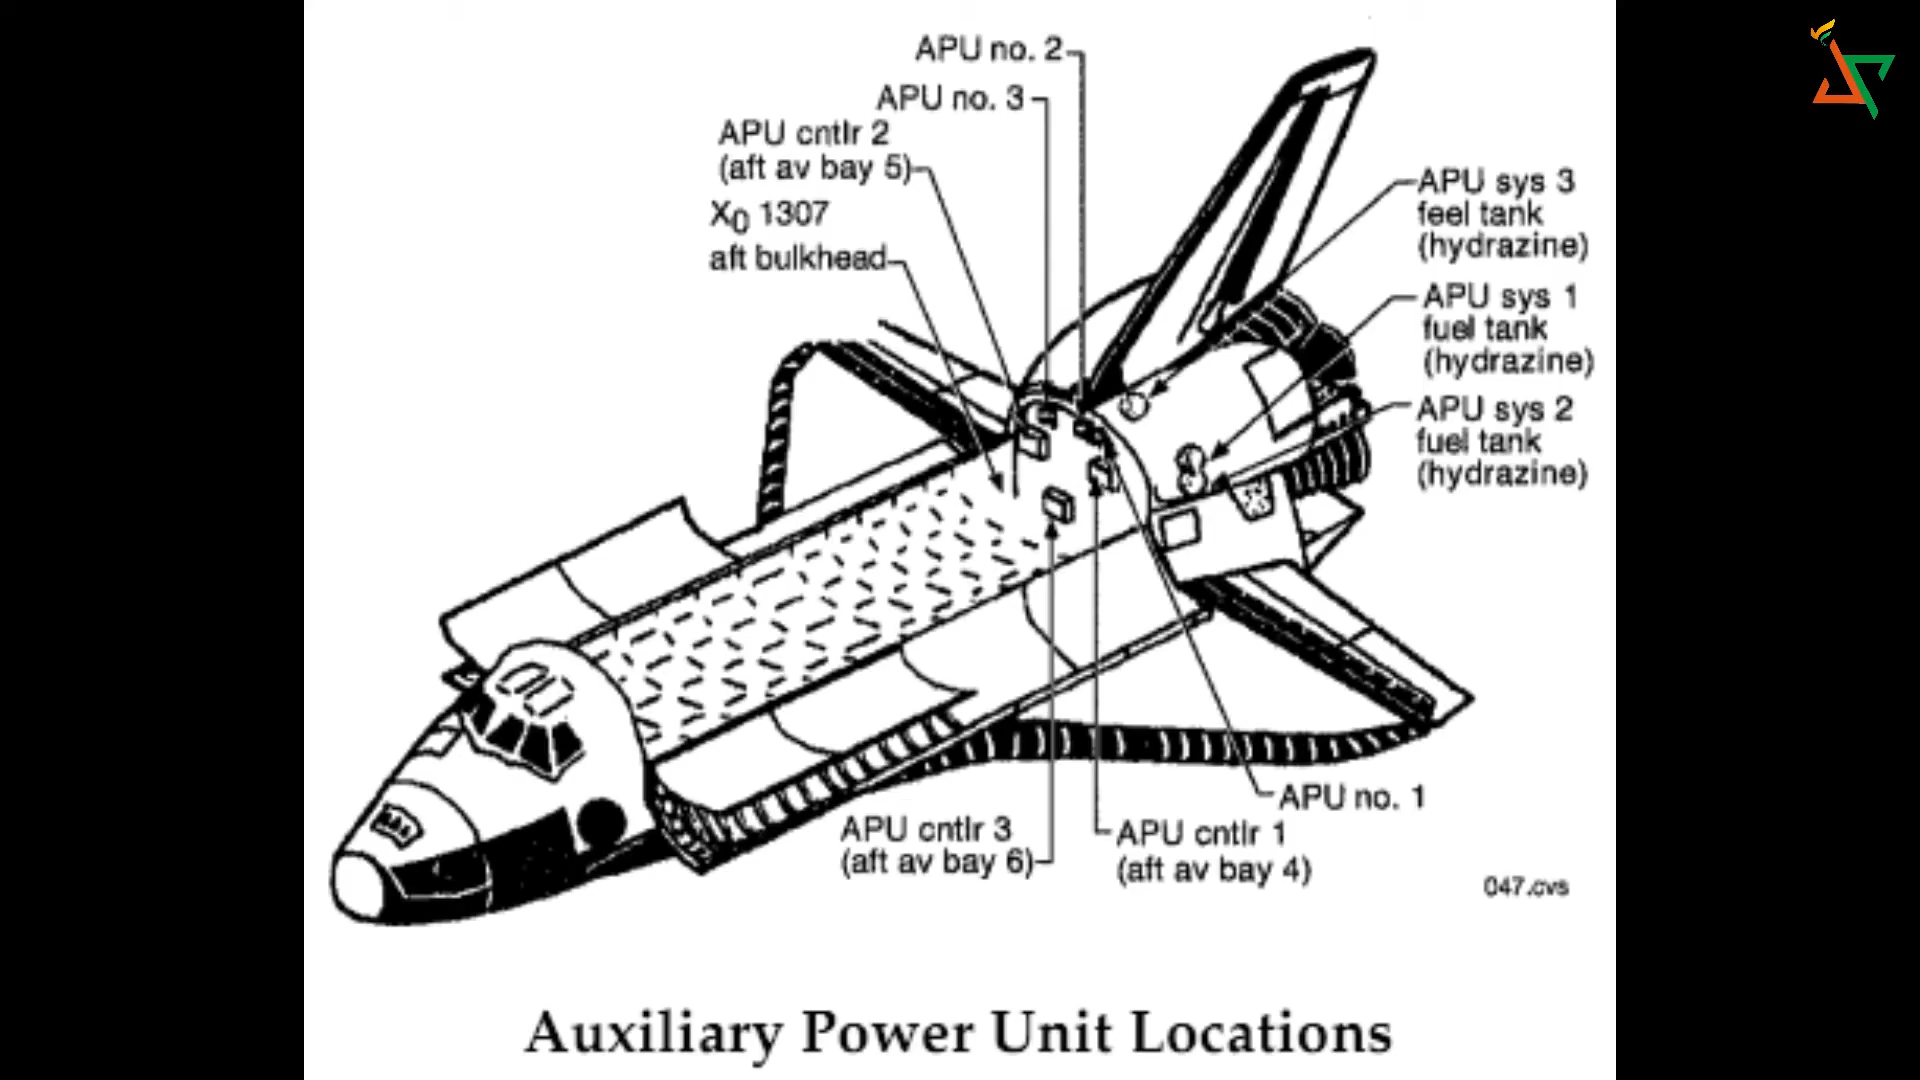 APU no. 2
APU no. 3
APU cntlr 2
(aft av bay 5)
X0 1307
aft bulkhead
APU sys 3
feel tank
(hydrazine)
APU sys 1
fuel tank
(hydrazine)
APU sys 2
fuel tank
(hydrazine)
APU no. 1
APU cntlr 3
(aft av bay 6)
APU cntlr 1
(aft av bay 4)
047.cvs
Auxiliary Power Unit Locations